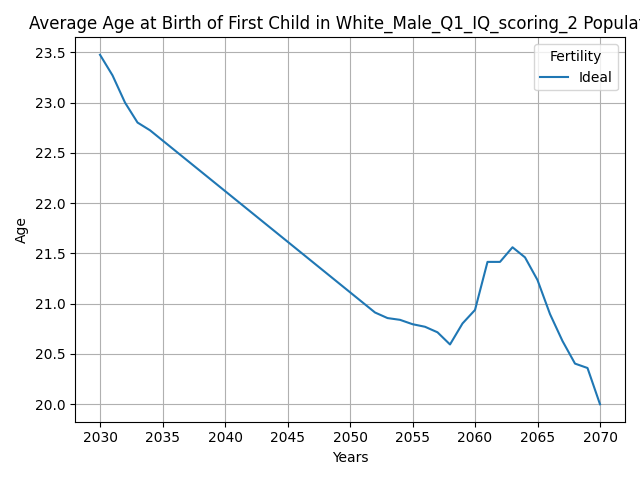 Average Age at Birth of First Child in White_Male_Q1_IQ_scoring_2
23.5
23.0
22.5
22.0
21.5
21.0
20.5
20.0
Age
Fertility
Ideal
2030 2035 2040 2045 2050 2055 2060 2065 2070
Years